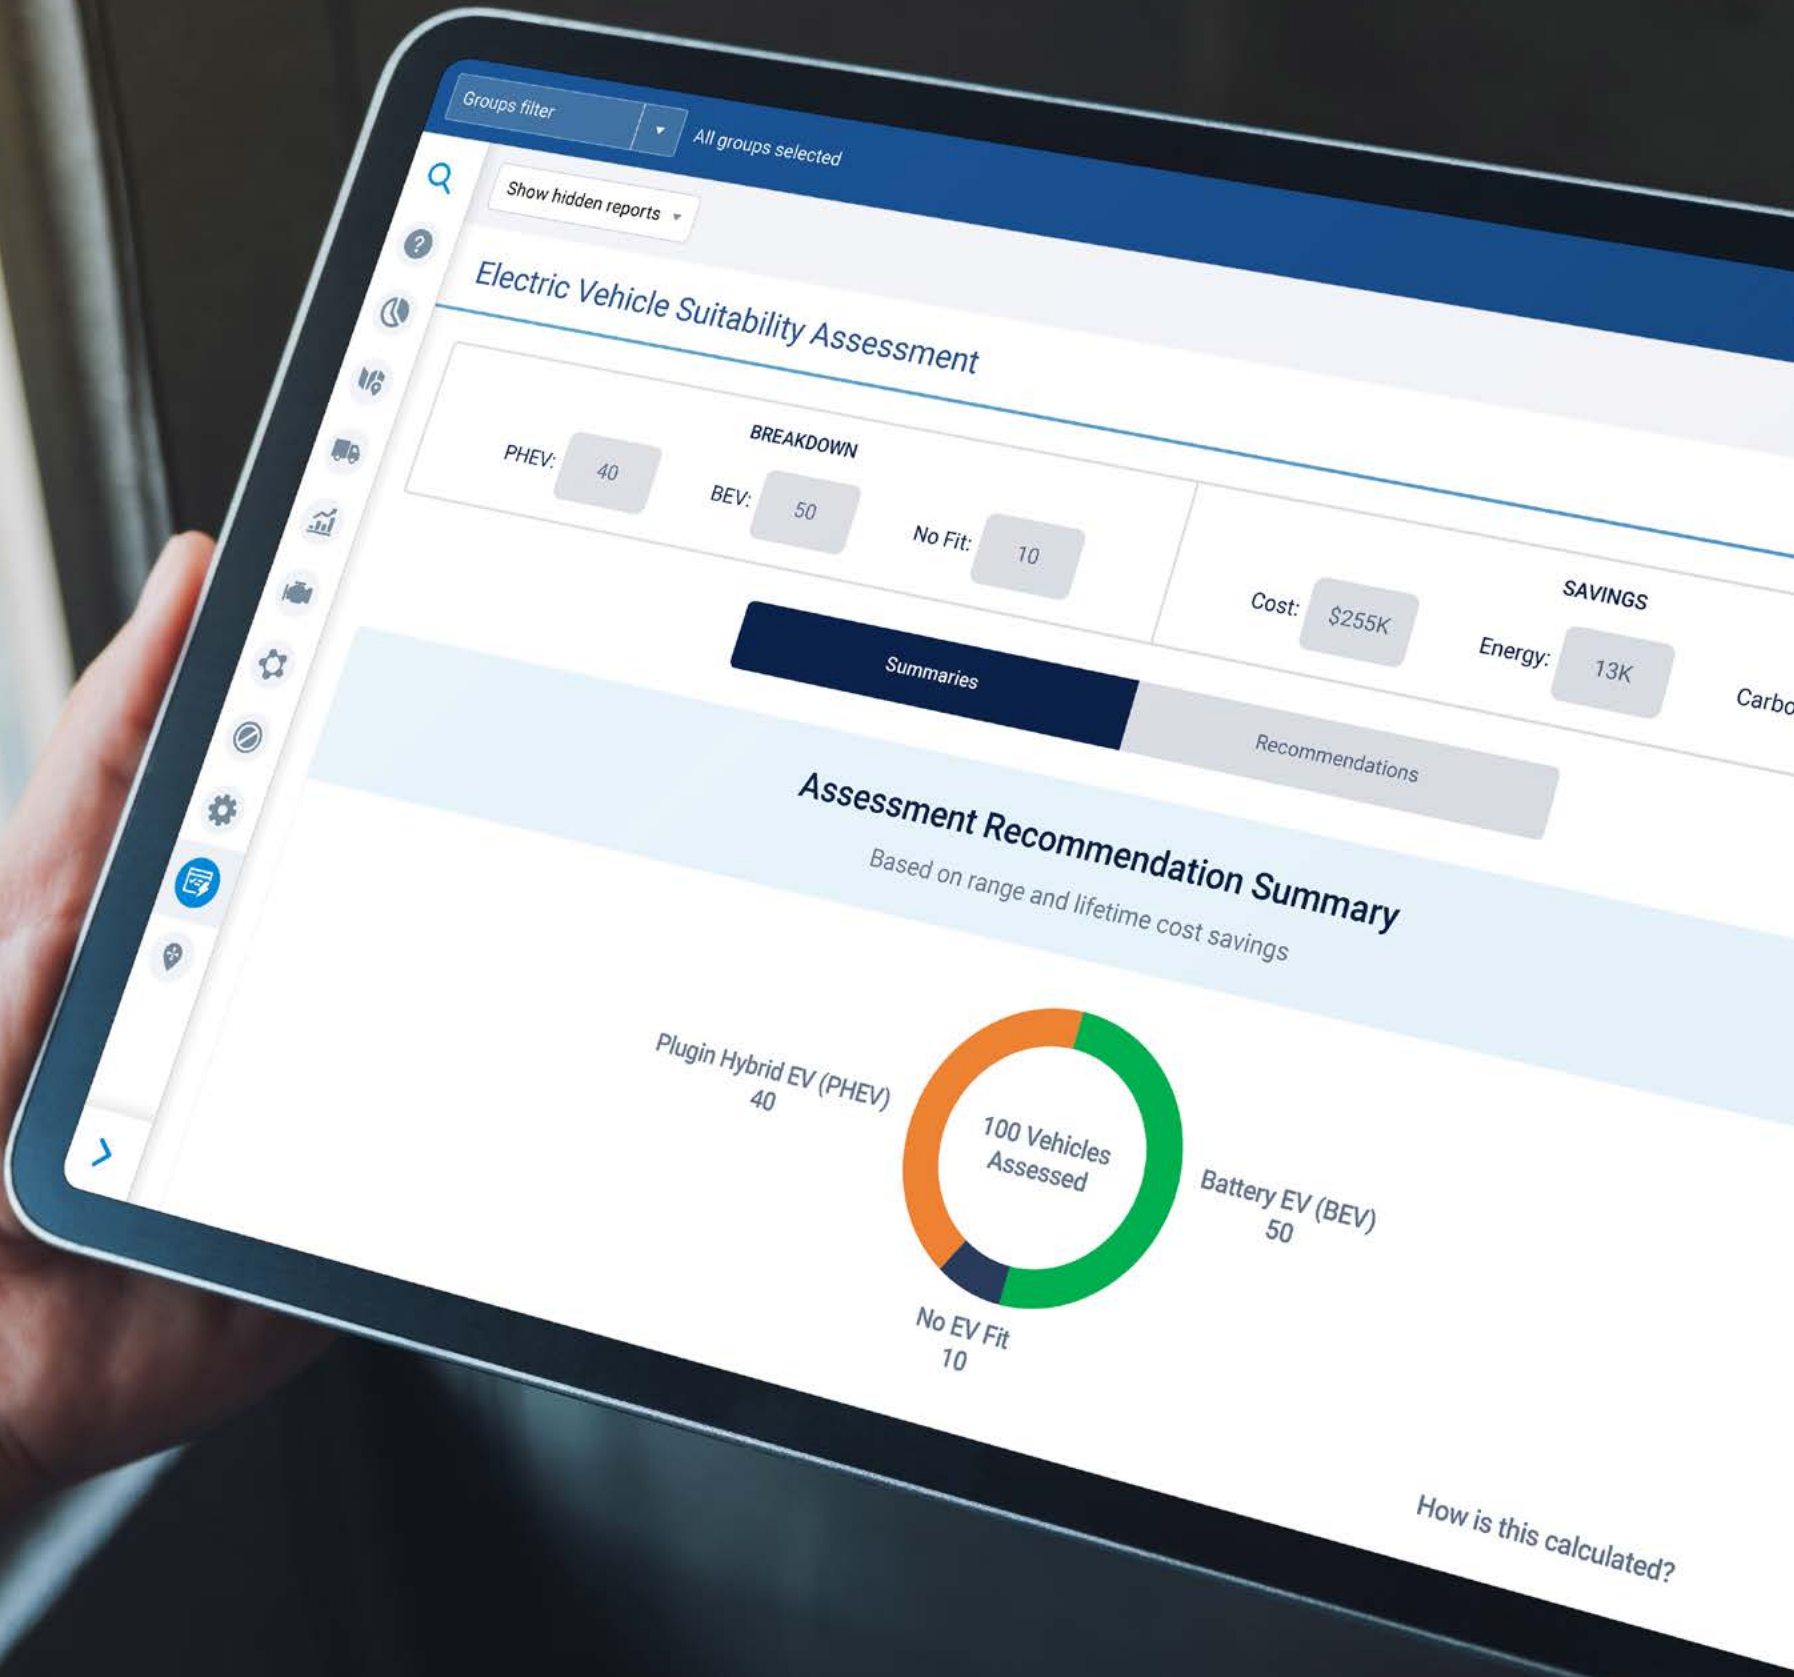 Groups filter
All groups selected
Show hidden reports
Electric Vehicle Suitability Assessment
BREAKDOWN
PHEV: 40
BEV: 50
No Fit: 10
SAVINGS
Cost: $255K
Energy: 13K
Carbo
Summaries
Recommendations
Assessment Recommendation Summary
Based on range and lifetime cost savings
Plugin Hybrid EV (PHEV)
40
100 Vehicles
Assessed
Battery EV (BEV)
50
No EV Fit
10
How is this calculated?